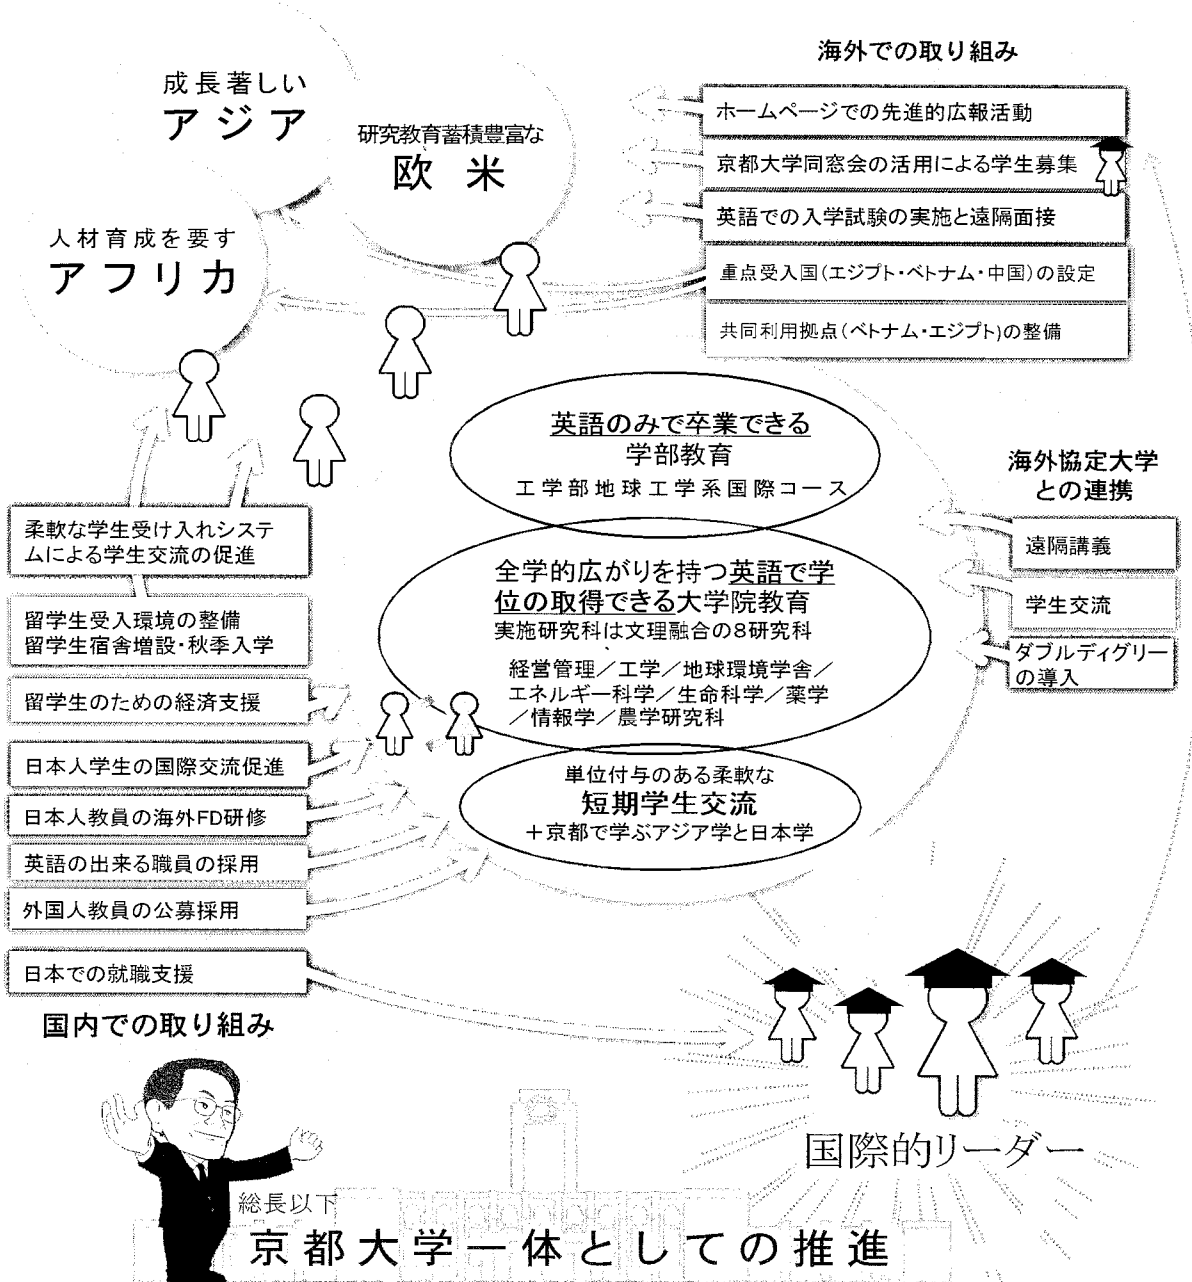 海外での取り組み
成長著しい
アジア
研究教育蓄積豊富な
欧米
人材育成を要す
アフリカ
ホームページでの先進的広報活動
京都大学同窓会の活用による学生募集
英語での入学試験の実施と遠隔面接
重点受入国(エジプト・ベトナム・中国)の設定
共同利用拠点(ベトナム・エジプト)の整備
英語のみで卒業できる
学部教育
工学部地球工学系国際コース
全学的広がりを持つ英語で学
位の取得できる大学院教育
実施研究科は文理融合の8研究科
経営管理/工学/地球環境学舎/
エネルギー科学/生命科学/薬学
/情報学/農学研究科
単位付与のある柔軟な
短期学生交流
+京都で学ぶアジア学と日本学
海外協定大学
との連携
遠隔講義
学生交流
ダブルディグリー
の導入
柔軟な学生受け入れシステ
ムによる学生交流の促進
留学生受入環境の整備
留学生宿舎増設・秋季入学
留学生のための経済支援
日本人学生の国際交流促進
日本人教員の海外FD研修
英語の出来る職員の採用
外国人教員の公募採用
日本での就職支援
国内での取り組み
国際的リーダー
総長以下
京都大学一体としての推進